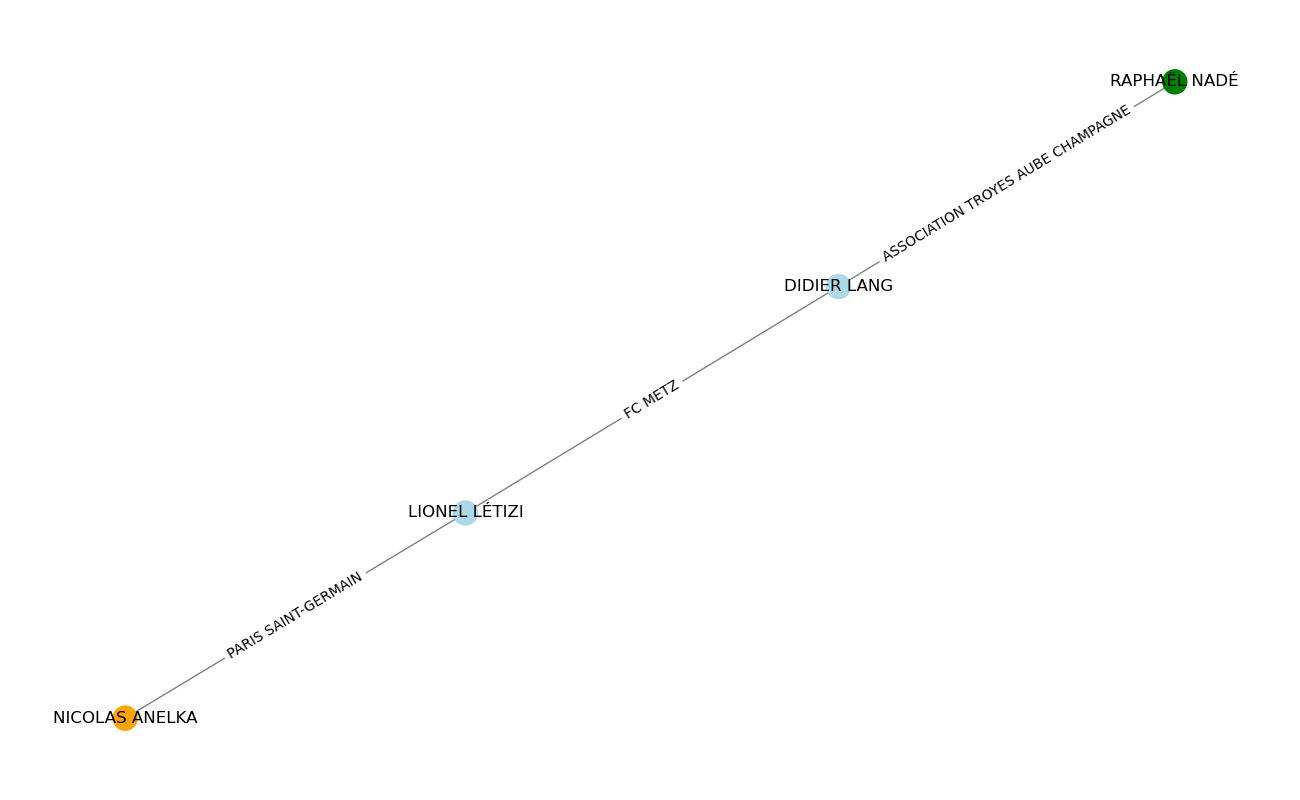 RAPHAËL NADÉ
ASSOCIATION TROYES AUBE CHAMPAGNE
DIDIER LANG
FC METZ
LIONEL LÉTIZI
PARIS SAINT-GERMAIN
NICOLAS ANELKA